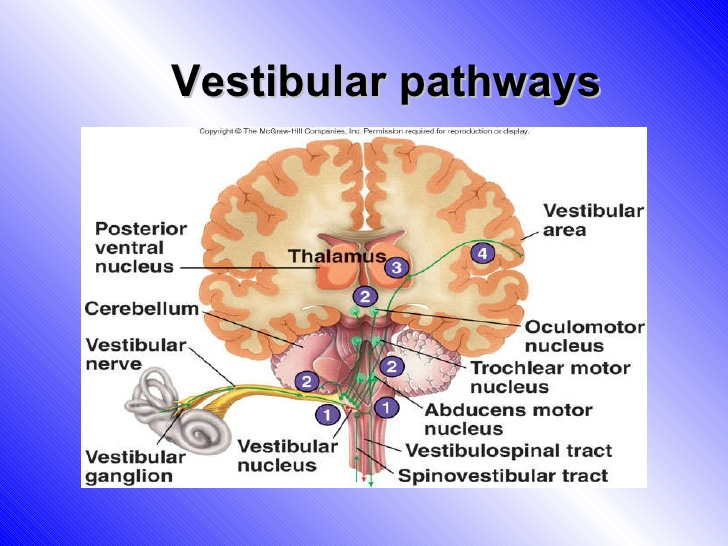 Vestibular pathways
Copyright © The McGraw-Hill Companies, Inc. Permission required for reproduction or display.
Posterior
ventral
nucleus
Thalamus
Vestibular
area
3
4
2
Cerebellum
Oculomotor
nucleus
Vestibular
nerve
Trochlear motor
nucleus
2
2
1
1
Abducens motor
nucleus
Vestibular
ganglion
Vestibular
nucleus
Vestibulospinal tract
Spinovestibular tract